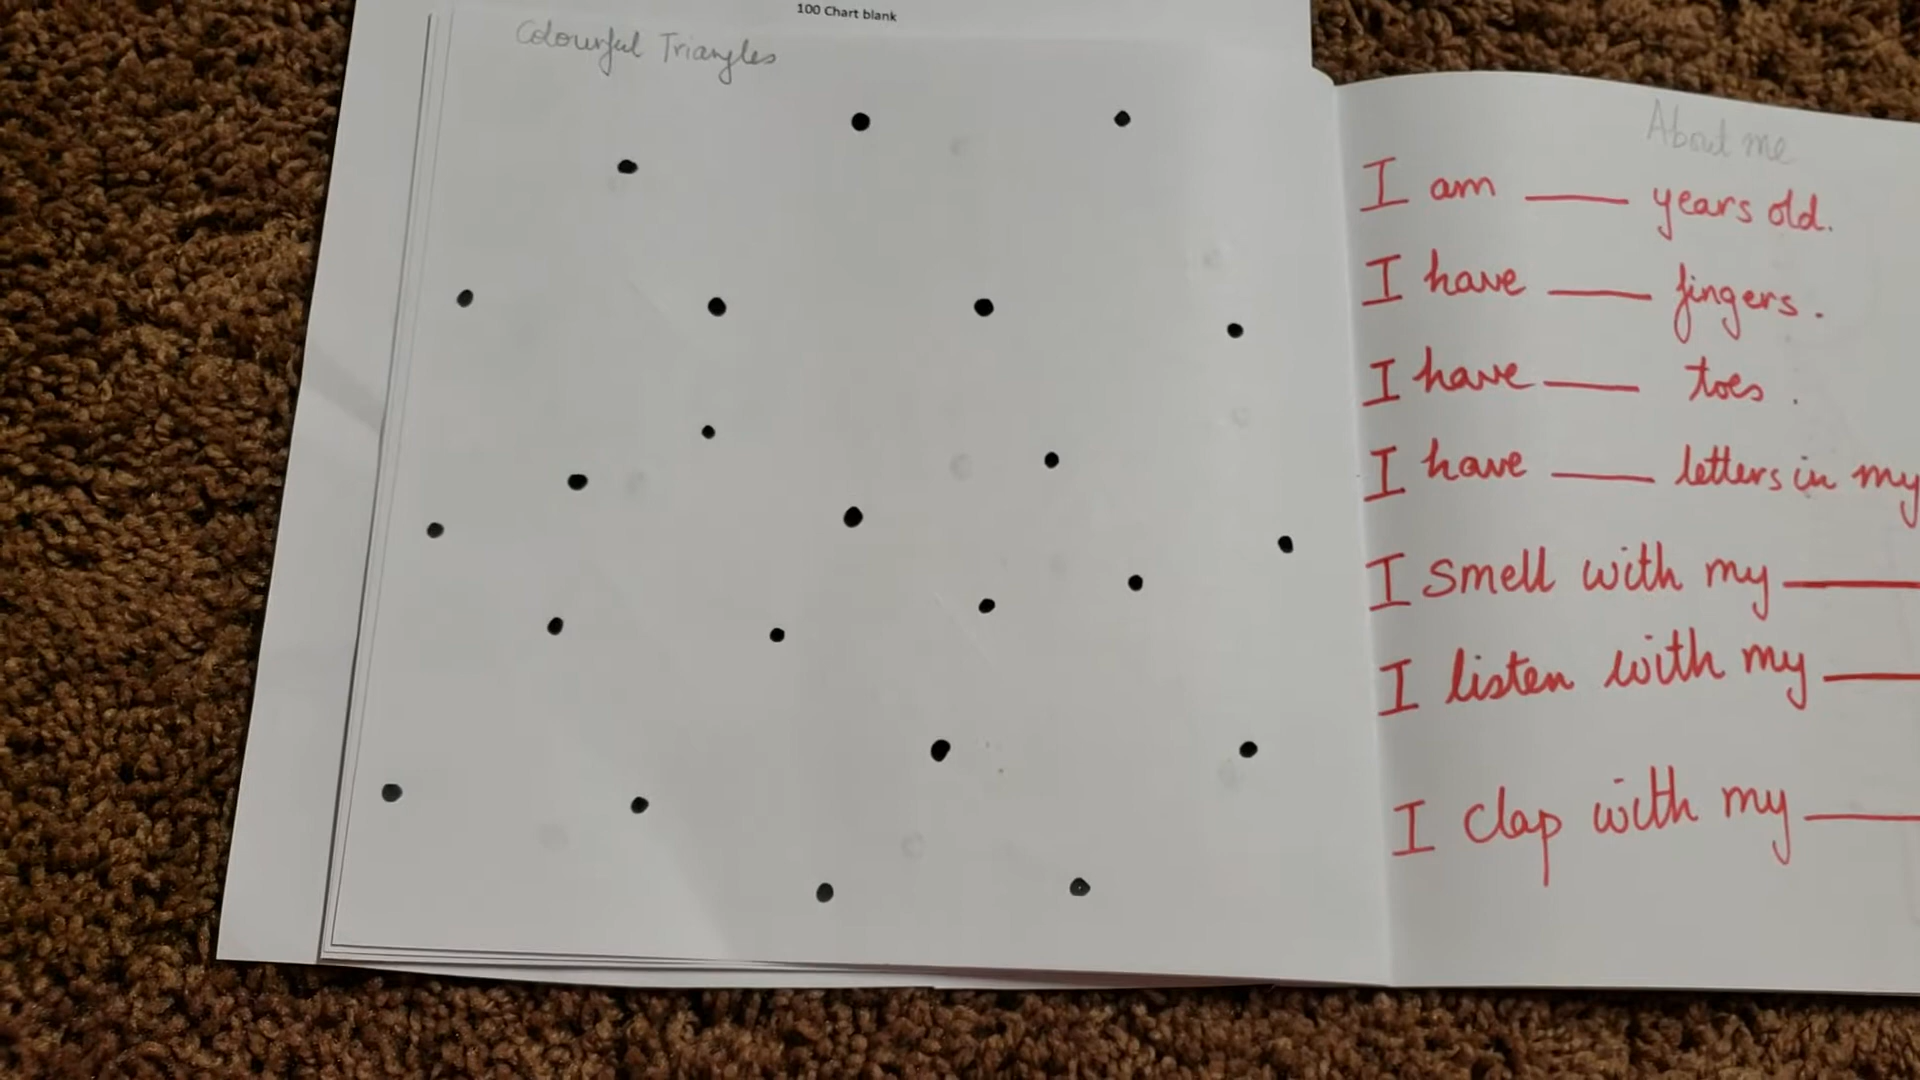 100 Chart blank
Colourful Triangles
About me
I am ___ years old.
I have ___ fingers.
I have ___ toes.
I have ___ letters in my
I smell with my ___
I listen with my ___
I clap with my ___